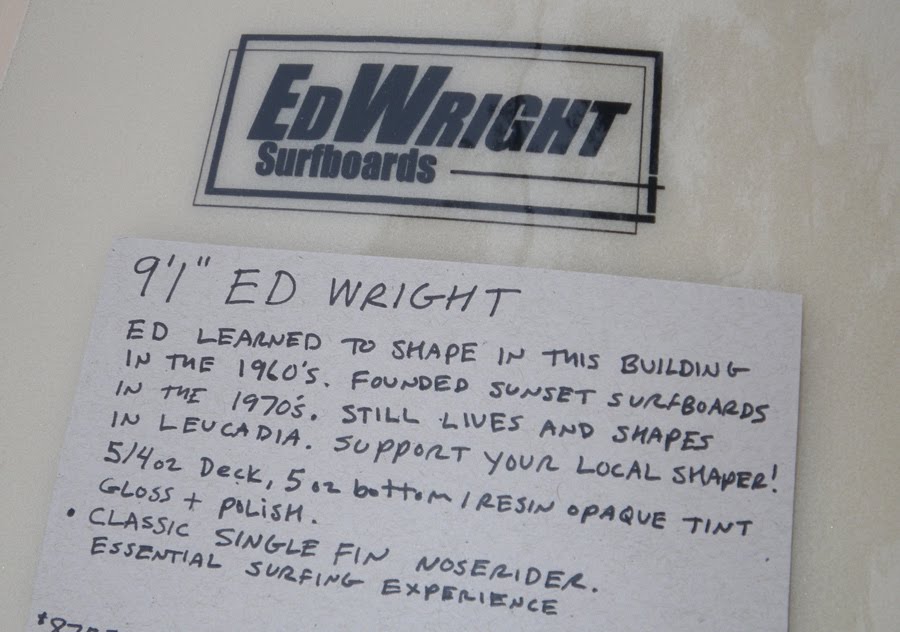 EDWRIGHT
Surfboards
9'1" ED WRIGHT
ED LEARNED TO SHAPE IN THIS BUILDING
IN THE 1960'S. FOUNDED SUNSET SURFBOARDS
IN THE 1970'S. STILL LIVES AND SHAPES
IN LEUCADIA. SUPPORT YOUR LOCAL SHAPER!
5/4oz Deck, 5 oz bottom / RESIN OPAQUE TINT
GLOSS + POLISH.
• CLASSIC SINGLE FIN NOSERIDER.
ESSENTIAL SURFING EXPERIENCE